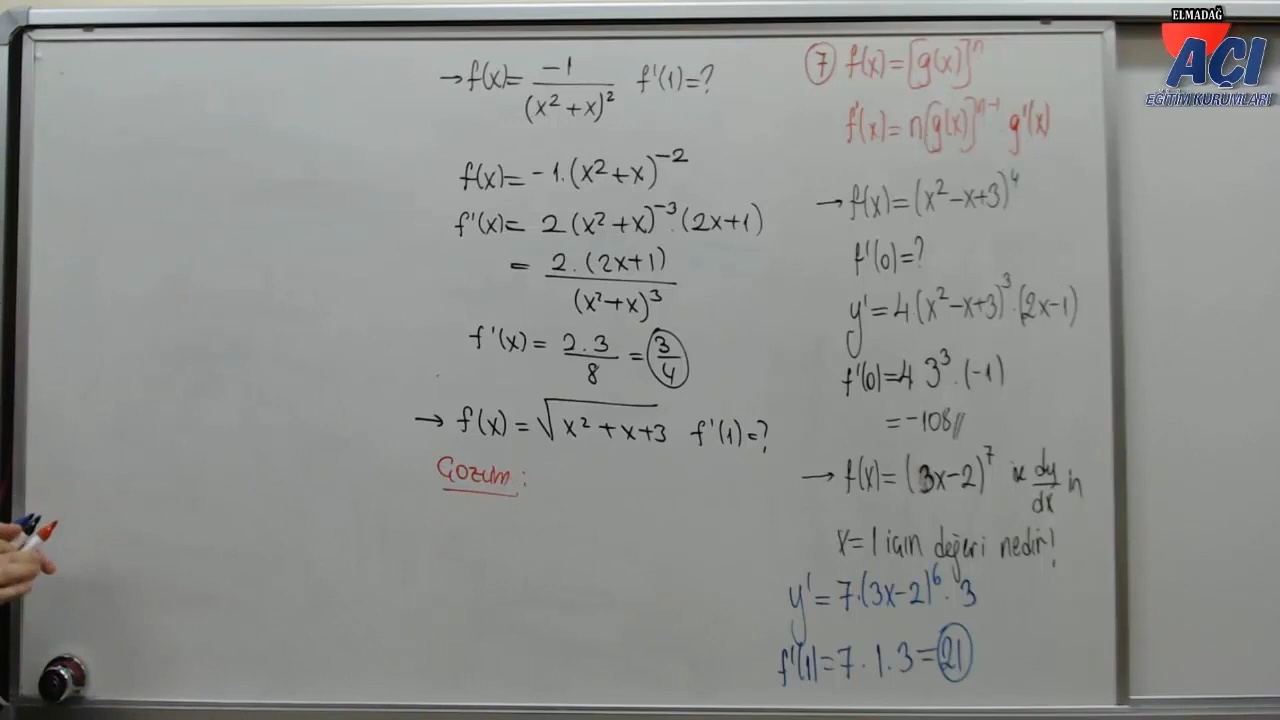 → f(x) = -1 / (x² + x)² f'(1) = ?
f(x) = -1.(x² + x)⁻²
f'(x) = 2(x² + x)⁻³.(2x+1)
= 2.(2x+1) / (x²+x)³
f'(x) = 2.3 / 8 = 3/4
→ f(x) = √(x² + x + 3) f'(1) = ?
Çözüm :
⑦ f(x) = [g(x)]ⁿ
f'(x) = n[g(x)]ⁿ⁻¹ g'(x)
→ f(x) = (x² - x + 3)⁴
f'(0) = ?
y' = 4.(x² - x + 3)³.(2x-1)
f'(0) = 4 3³.(-1)
= -108//
→ f(x) = (3x-2)⁷ ise dy/dx in
x = 1 için değeri nedir?
y' = 7.(3x-2)⁶. 3
f'(1) = 7 . 1 . 3 = 21
ELMADAĞ
AÇI
EĞİTİM KURUMLARI